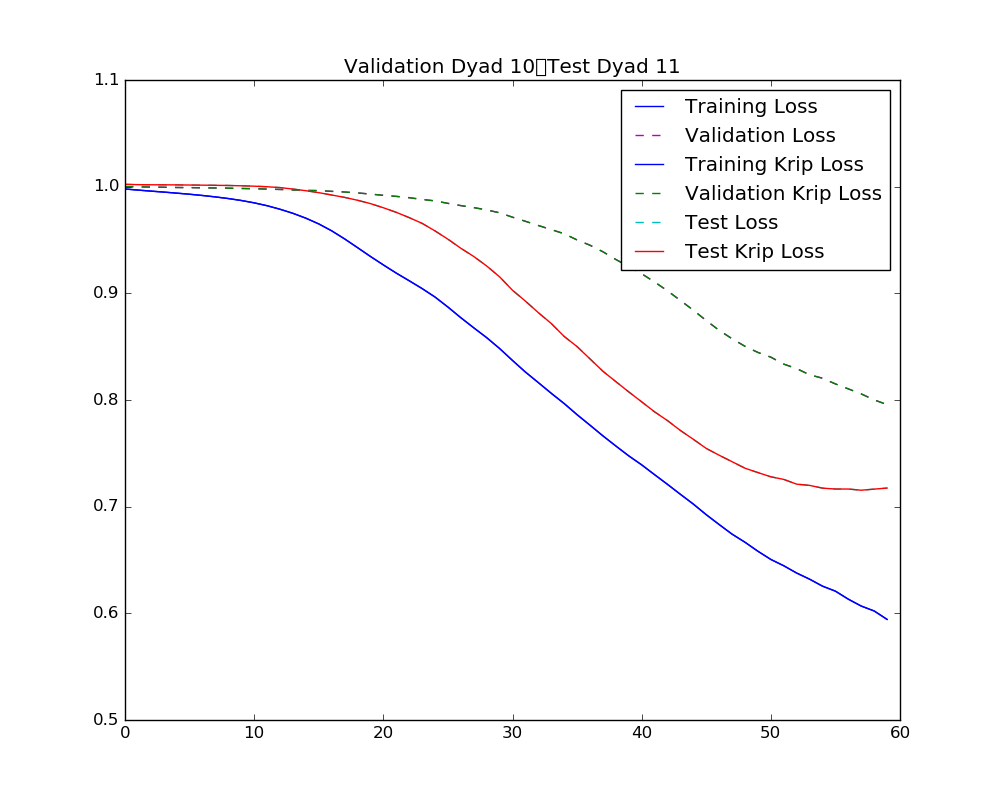 Validation Dyad 10▯Test Dyad 11
1.1
1.0
0.9
0.8
0.7
0.6
0.5
0
10
20
30
40
50
60
Training Loss
Validation Loss
Training Krip Loss
Validation Krip Loss
Test Loss
Test Krip Loss